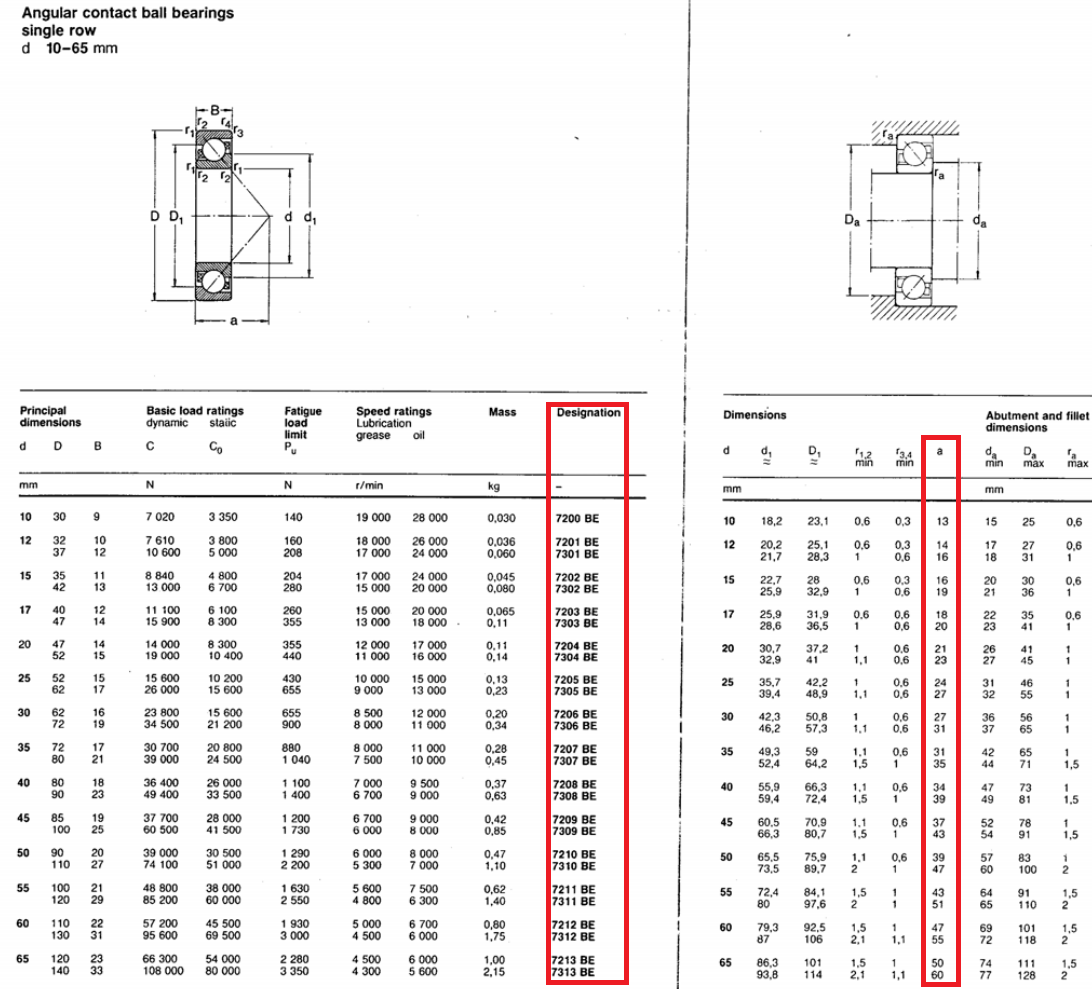 Angular contact ball bearings
single row
d 10–65 mm
B
r2 r4
r1 r3
r1 r1
r2 r2
D D1 d d1
a
ra
ra
Da da
Principal dimensions Basic load ratings Fatigue load limit Speed ratings Mass Designation
dynamic static Lubrication
grease oil
d D B C C0 Pu
mm N N r/min kg –
10 30 9 7 020 3 350 140 19 000 28 000 0,030 7200 BE
12 32 10 7 610 3 800 160 18 000 26 000 0,036 7201 BE
37 12 10 600 5 000 208 17 000 24 000 0,060 7301 BE
15 35 11 8 840 4 800 204 17 000 24 000 0,045 7202 BE
42 13 13 000 6 700 280 15 000 20 000 0,080 7302 BE
17 40 12 11 100 6 100 260 15 000 20 000 0,065 7203 BE
47 14 15 900 8 300 355 13 000 18 000 0,11 7303 BE
20 47 14 14 000 8 300 355 12 000 17 000 0,11 7204 BE
52 15 19 000 10 400 440 11 000 16 000 0,14 7304 BE
25 52 15 15 600 10 200 430 10 000 15 000 0,13 7205 BE
62 17 26 000 15 600 655 9 000 13 000 0,23 7305 BE
30 62 16 23 800 15 600 655 8 500 12 000 0,20 7206 BE
72 19 34 500 21 200 900 8 000 11 000 0,34 7306 BE
35 72 17 30 700 20 800 880 8 000 11 000 0,28 7207 BE
80 21 39 000 24 500 1 040 7 500 10 000 0,45 7307 BE
40 80 18 36 400 26 000 1 100 7 000 9 500 0,37 7208 BE
90 23 49 400 33 500 1 400 6 700 9 000 0,63 7308 BE
45 85 19 37 700 28 000 1 200 6 700 9 000 0,42 7209 BE
100 25 60 500 41 500 1 730 6 000 8 000 0,85 7309 BE
50 90 20 39 000 30 500 1 290 6 000 8 000 0,47 7210 BE
110 27 74 100 51 000 2 200 5 300 7 000 1,10 7310 BE
55 100 21 48 800 38 000 1 630 5 600 7 500 0,62 7211 BE
120 29 85 200 60 000 2 550 4 800 6 300 1,40 7311 BE
60 110 22 57 200 45 500 1 930 5 000 6 700 0,80 7212 BE
130 31 95 600 69 500 3 000 4 500 6 000 1,75 7312 BE
65 120 23 66 300 54 000 2 280 4 500 6 000 1,00 7213 BE
140 33 108 000 80 000 3 350 4 300 5 600 2,15 7313 BE
Dimensions Abutment and fillet dimensions
d d1 ≈ D1 ≈ r1,2 min r3,4 min a da min Da max ra max
mm mm
10 18,2 23,1 0,6 0,3 13 15 25 0,6
12 20,2 25,1 0,6 0,3 14 17 27 0,6
21,7 28,3 1 0,6 16 18 31 1
15 22,7 28 0,6 0,3 16 20 30 0,6
25,9 32,9 1 0,6 19 21 36 1
17 25,9 31,9 0,6 0,6 18 22 35 0,6
28,6 36,5 1 0,6 20 23 41 1
20 30,7 37,2 1 0,6 21 26 41 1
32,9 41 1,1 0,6 23 27 45 1
25 35,7 42,2 1 0,6 24 31 46 1
39,4 48,9 1,1 0,6 27 32 55 1
30 42,3 50,8 1 0,6 27 36 56 1
46,2 57,3 1,1 0,6 31 37 65 1
35 49,3 59 1,1 0,6 31 42 65 1
52,4 64,2 1,5 1 35 44 71 1,5
40 55,9 66,3 1,1 0,6 34 47 73 1
59,4 72,4 1,5 1 39 49 81 1,5
45 60,5 70,9 1,1 0,6 37 52 78 1
66,3 80,7 1,5 1 43 54 91 1,5
50 65,5 75,9 1,1 0,6 39 57 83 1
73,5 89,7 2 1 47 60 100 2
55 72,4 84,1 1,5 1 43 64 91 1,5
80 97,6 2 1 51 65 110 2
60 79,3 92,5 1,5 1 47 69 101 1,5
87 106 2,1 1,1 55 72 118 2
65 86,3 101 1,5 1 50 74 111 1,5
93,8 114 2,1 1,1 60 77 128 2